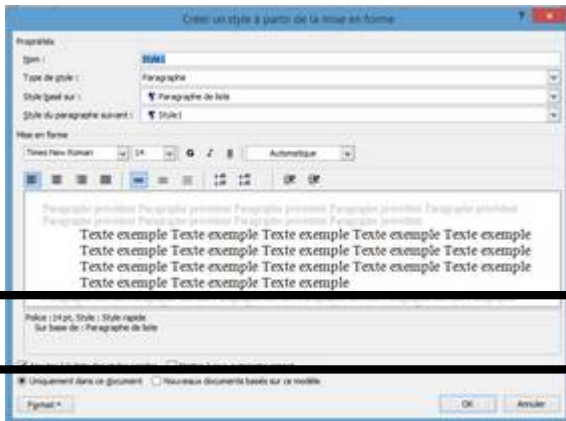 Créer un style à partir de la mise en forme
Propriétés
Nom : Style1
Type de style : Paragraphe
Style basé sur : ¶ Paragraphe de liste
Style du paragraphe suivant : ¶ Style1
Mise en forme
Times New Roman 14 G I S Automatique
Paragraphe précédent Paragraphe précédent Paragraphe précédent Paragraphe précédent Paragraphe précédent
Paragraphe précédent Paragraphe précédent Paragraphe précédent Paragraphe précédent
Texte exemple Texte exemple Texte exemple Texte exemple Texte exemple
Texte exemple Texte exemple Texte exemple Texte exemple Texte exemple
Texte exemple Texte exemple Texte exemple Texte exemple Texte exemple
Texte exemple Texte exemple Texte exemple
Police :14 pt, Style : Style rapide
Sur base de : Paragraphe de liste
Uniquement dans ce document Nouveaux documents basés sur ce modèle
Format OK Annuler